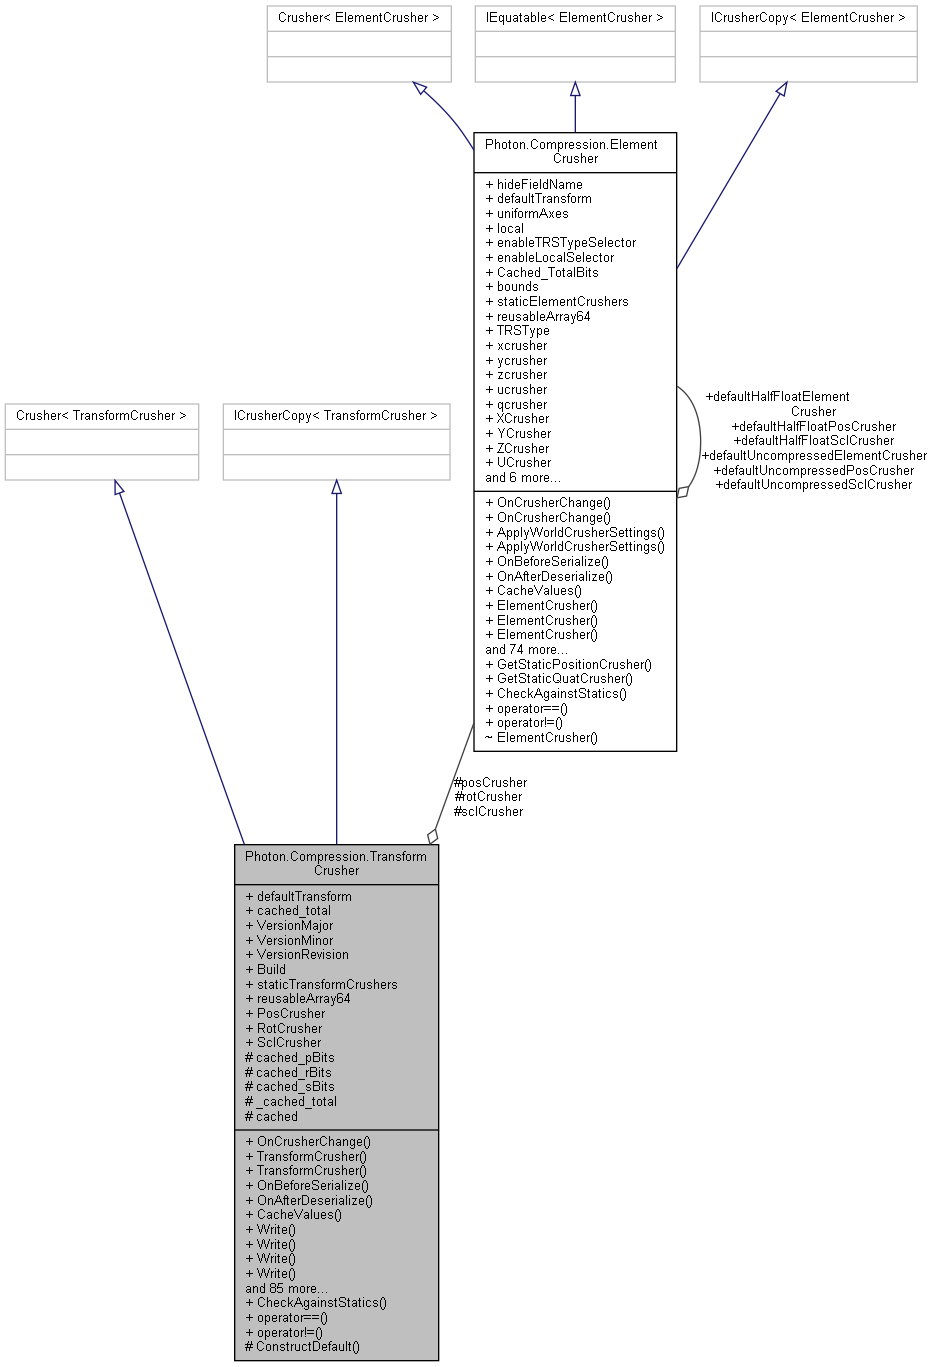 Crusher< ElementCrusher >
IEquatable< ElementCrusher >
ICrusherCopy< ElementCrusher >
Photon.Compression.Element
Crusher
+ hideFieldName
+ defaultTransform
+ uniformAxes
+ local
+ enableTRSTypeSelector
+ enableLocalSelector
+ Cached_TotalBits
+ bounds
+ staticElementCrushers
+ reusableArray64
+ TRSType
+ xcrusher
+ ycrusher
+ zcrusher
+ ucrusher
+ qcrusher
+ XCrusher
+ YCrusher
+ ZCrusher
+ UCrusher
and 6 more...
+ OnCrusherChange()
+ OnCrusherChange()
+ ApplyWorldCrusherSettings()
+ ApplyWorldCrusherSettings()
+ OnBeforeSerialize()
+ OnAfterDeserialize()
+ CacheValues()
+ ElementCrusher()
+ ElementCrusher()
+ ElementCrusher()
and 74 more...
+ GetStaticPositionCrusher()
+ GetStaticQuatCrusher()
+ CheckAgainstStatics()
+ operator==()
+ operator!=()
~ ElementCrusher()
+defaultHalfFloatElement
Crusher
+defaultHalfFloatPosCrusher
+defaultHalfFloatSclCrusher
+defaultUncompressedElementCrusher
+defaultUncompressedPosCrusher
+defaultUncompressedSclCrusher
Crusher< TransformCrusher >
ICrusherCopy< TransformCrusher >
#posCrusher
#rotCrusher
#sclCrusher
Photon.Compression.Transform
Crusher
+ defaultTransform
+ cached_total
+ VersionMajor
+ VersionMinor
+ VersionRevision
+ Build
+ staticTransformCrushers
+ reusableArray64
+ PosCrusher
+ RotCrusher
+ SclCrusher
# cached_pBits
# cached_rBits
# cached_sBits
# _cached_total
# cached
+ OnCrusherChange()
+ TransformCrusher()
+ TransformCrusher()
+ OnBeforeSerialize()
+ OnAfterDeserialize()
+ CacheValues()
+ Write()
+ Write()
+ Write()
+ Write()
and 85 more...
+ CheckAgainstStatics()
+ operator==()
+ operator!=()
# ConstructDefault()